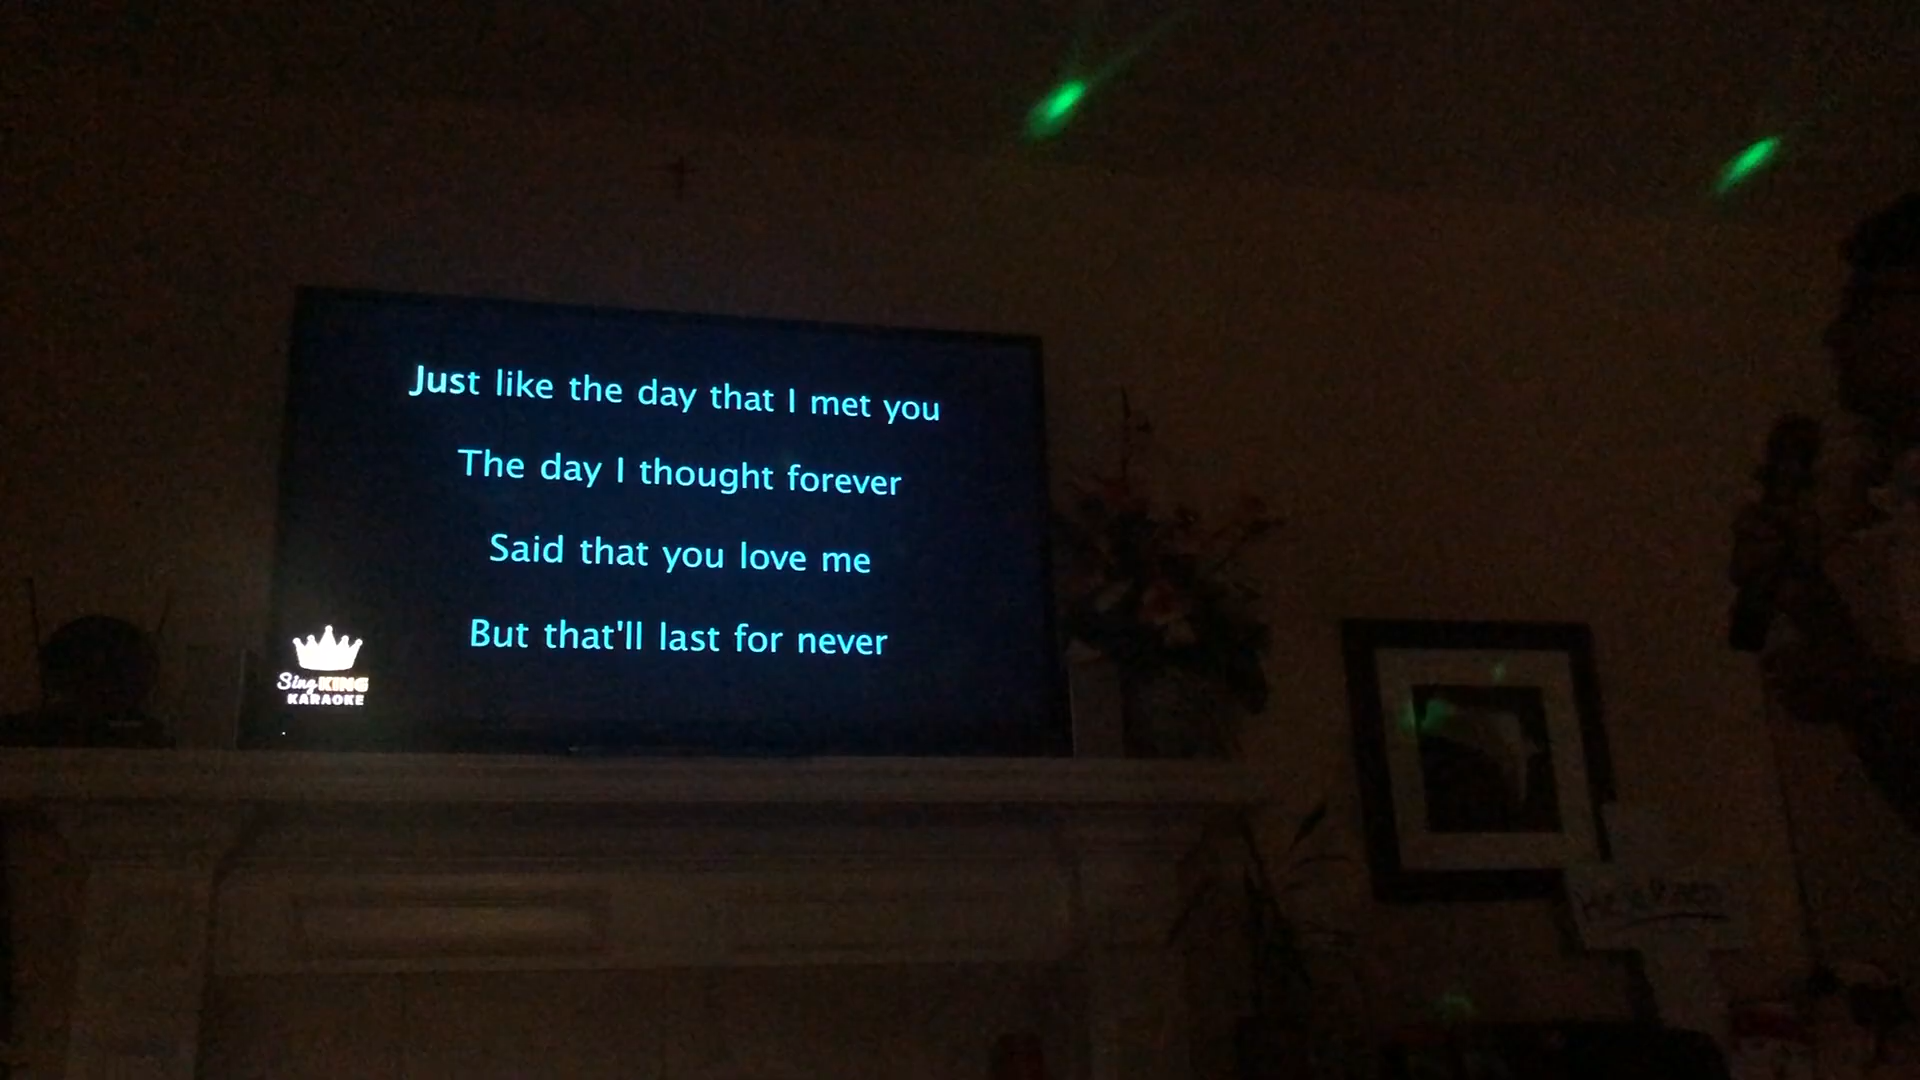 Just like the day that I met you
The day I thought forever
Said that you love me
But that'll last for never
Sing KING
KARAOKE